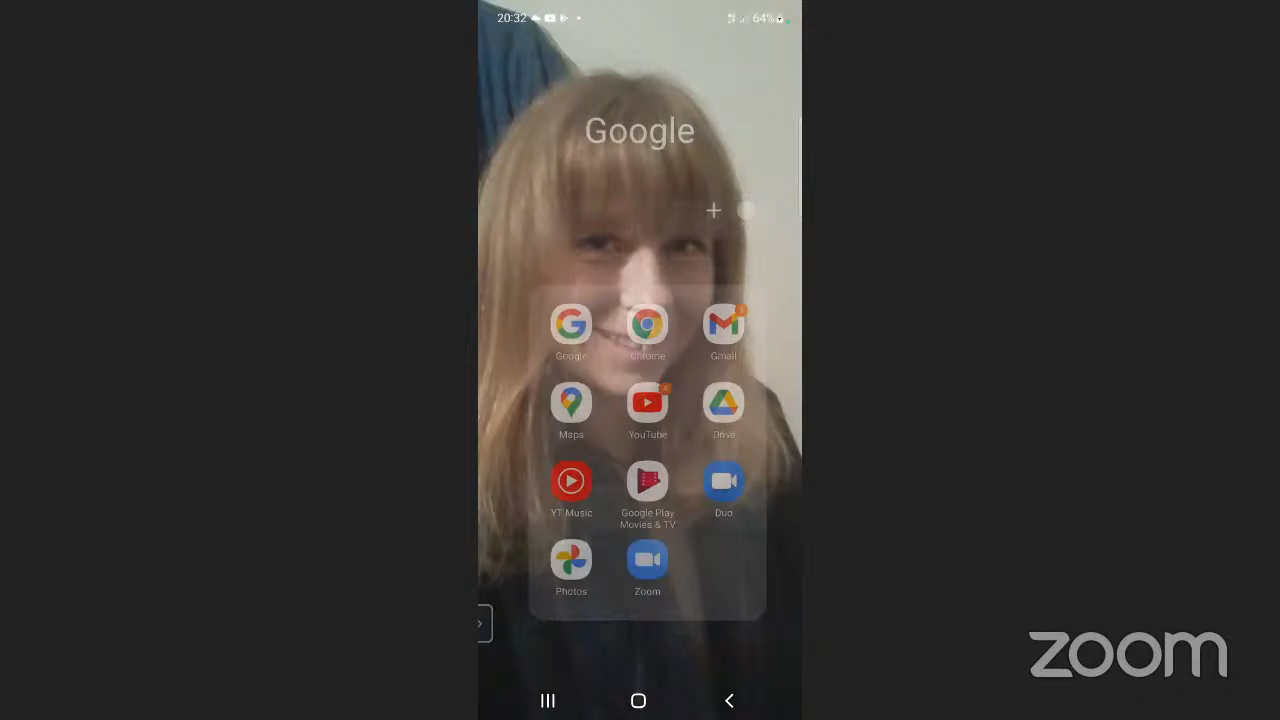 20:32
64%
Google
Google Chrome Gmail
Maps YouTube Drive
YT Music Google Play Duo
Movies & TV
Photos Zoom
zoom